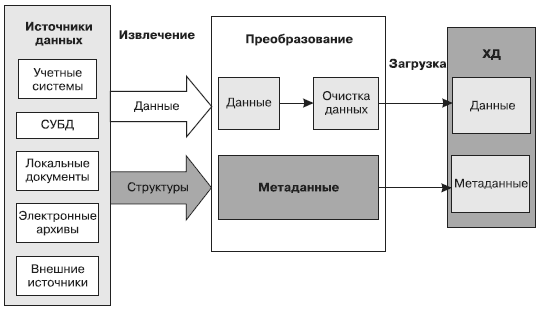 Источники
данных
Учетные
системы
СУБД
Локальные
документы
Электронные
архивы
Внешние
источники
Извлечение
Данные
Структуры
Преобразование
Данные
Очистка
данных
Метаданные
Загрузка
ХД
Данные
Метаданные